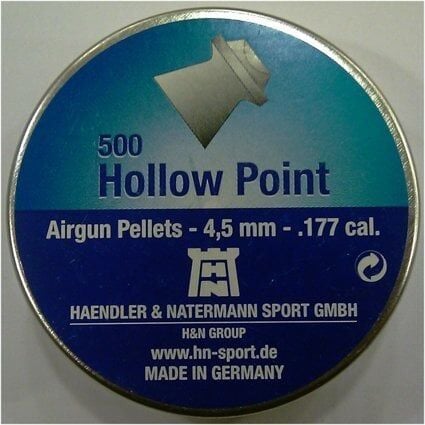 500
Hollow Point
Airgun Pellets - 4,5 mm - .177 cal.
HN
HAENDLER & NATERMANN SPORT GMBH
H&N GROUP
www.hn-sport.de
MADE IN GERMANY